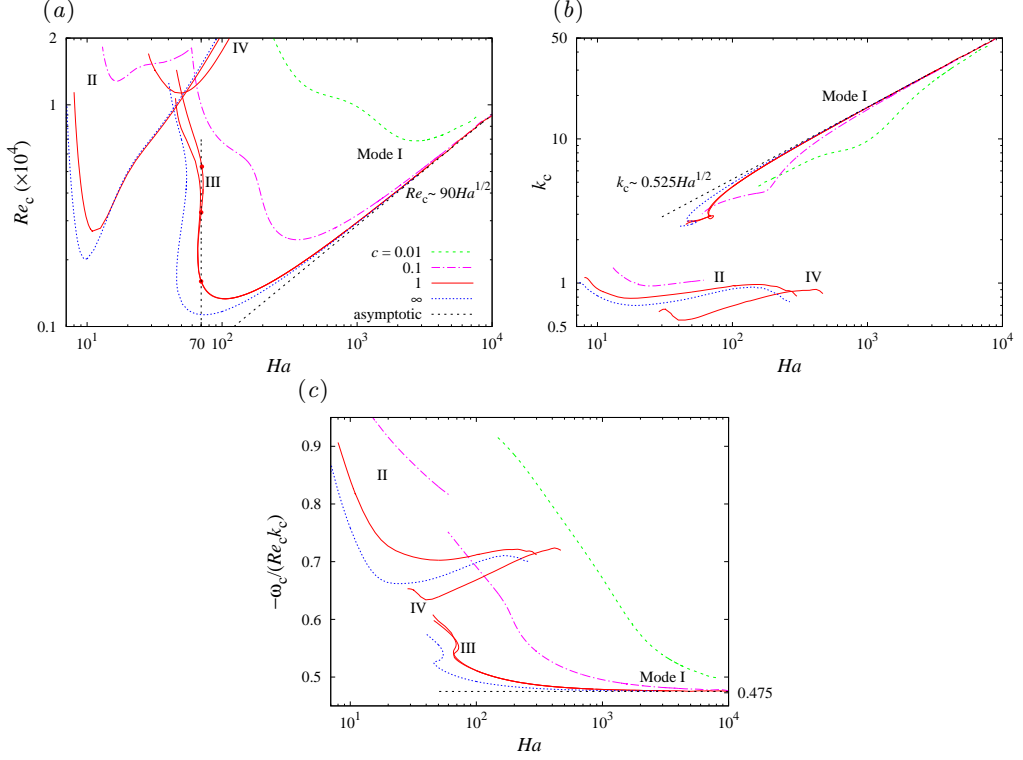 (a)
2
1
0.1
Re_c (×10^4)
II
IV
III
Mode I
Re_c ~ 90Ha^{1/2}
c = 0.01
0.1
1
∞
asymptotic
10^1
70
10^2
10^3
10^4
Ha
(b)
50
10
1
0.5
k_c
Mode I
k_c ~ 0.525Ha^{1/2}
II
IV
10^1
10^2
10^3
10^4
Ha
(c)
0.9
0.8
0.7
0.6
0.5
−ω_c/(Re_c k_c)
II
IV
III
Mode I
0.475
10^1
10^2
10^3
10^4
Ha